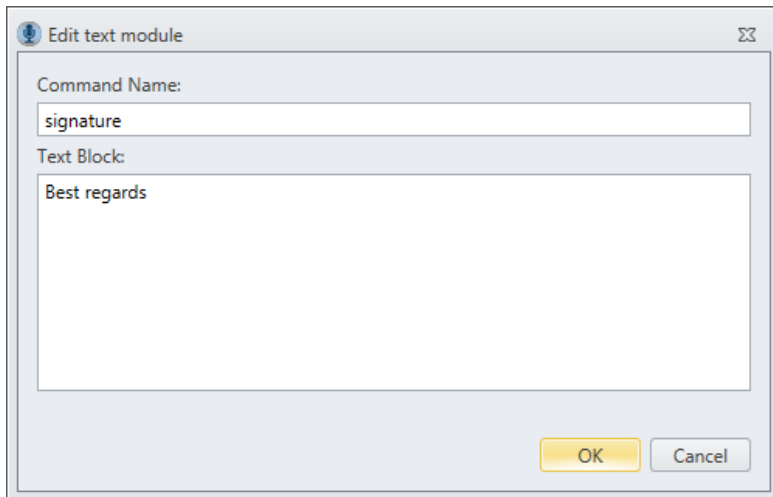 Edit text module
Command Name:
signature
Text Block:
Best regards
OK Cancel